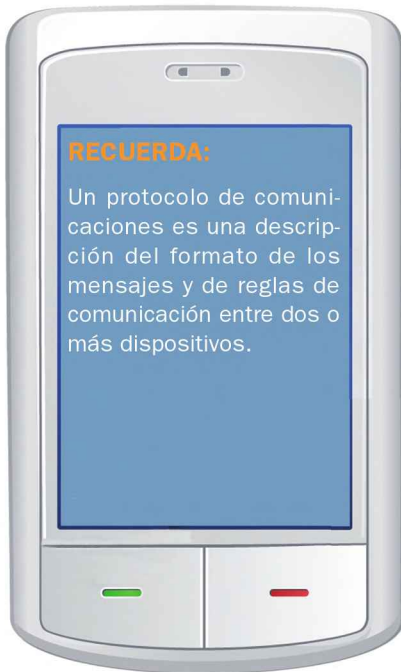 RECUERDA:
Un protocolo de comuni-
caciones es una descrip-
ción del formato de los
mensajes y de reglas de
comunicación entre dos o
más dispositivos.